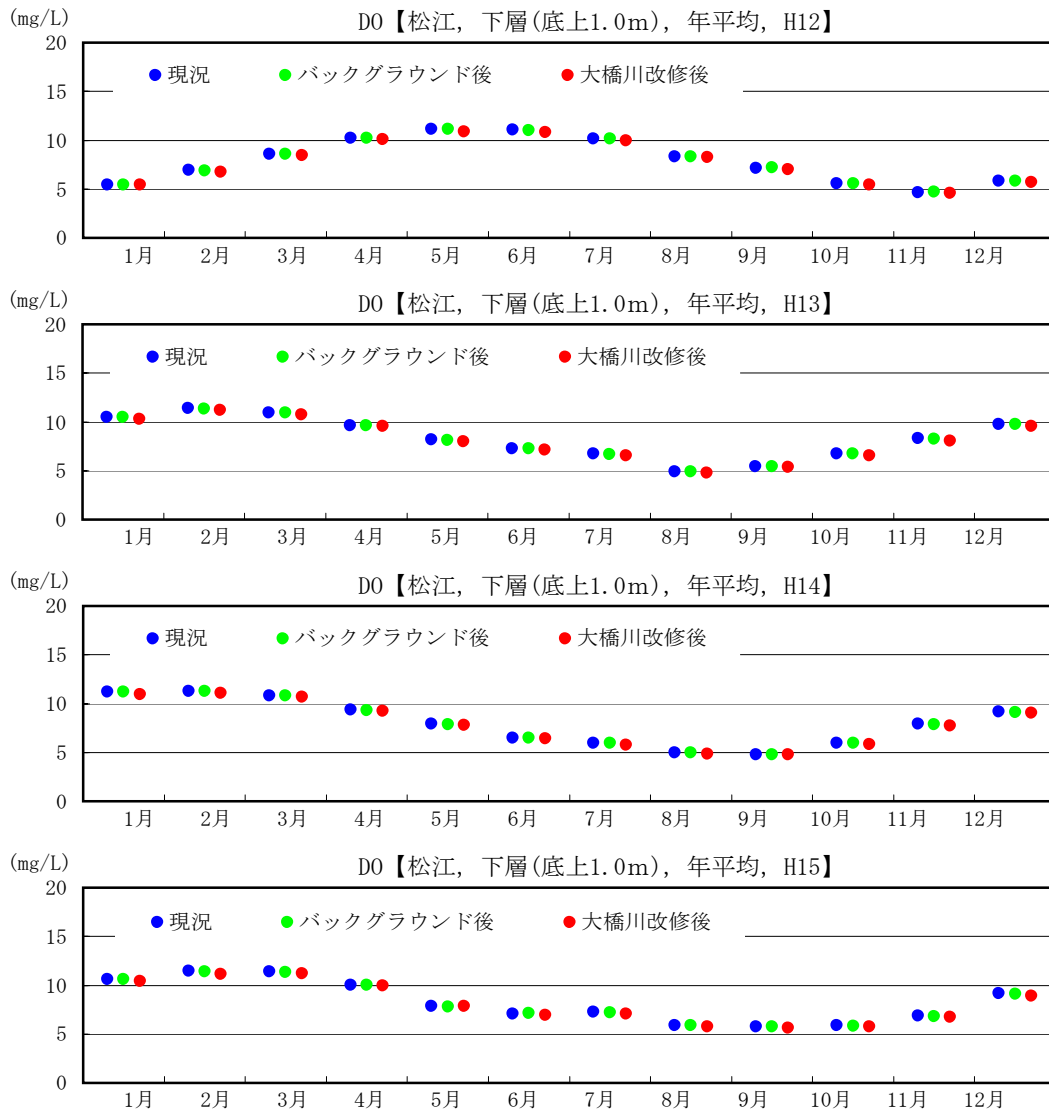 (mg/L) DO【松江, 下層(底上1.0m), 年平均, H12】
20
● 現況 ● バックグラウンド後 ● 大橋川改修後
15
10
5
0
1月 2月 3月 4月 5月 6月 7月 8月 9月 10月 11月 12月
(mg/L) DO【松江, 下層(底上1.0m), 年平均, H13】
20
● 現況 ● バックグラウンド後 ● 大橋川改修後
15
10
5
0
1月 2月 3月 4月 5月 6月 7月 8月 9月 10月 11月 12月
(mg/L) DO【松江, 下層(底上1.0m), 年平均, H14】
20
● 現況 ● バックグラウンド後 ● 大橋川改修後
15
10
5
0
1月 2月 3月 4月 5月 6月 7月 8月 9月 10月 11月 12月
(mg/L) DO【松江, 下層(底上1.0m), 年平均, H15】
20
● 現況 ● バックグラウンド後 ● 大橋川改修後
15
10
5
0
1月 2月 3月 4月 5月 6月 7月 8月 9月 10月 11月 12月